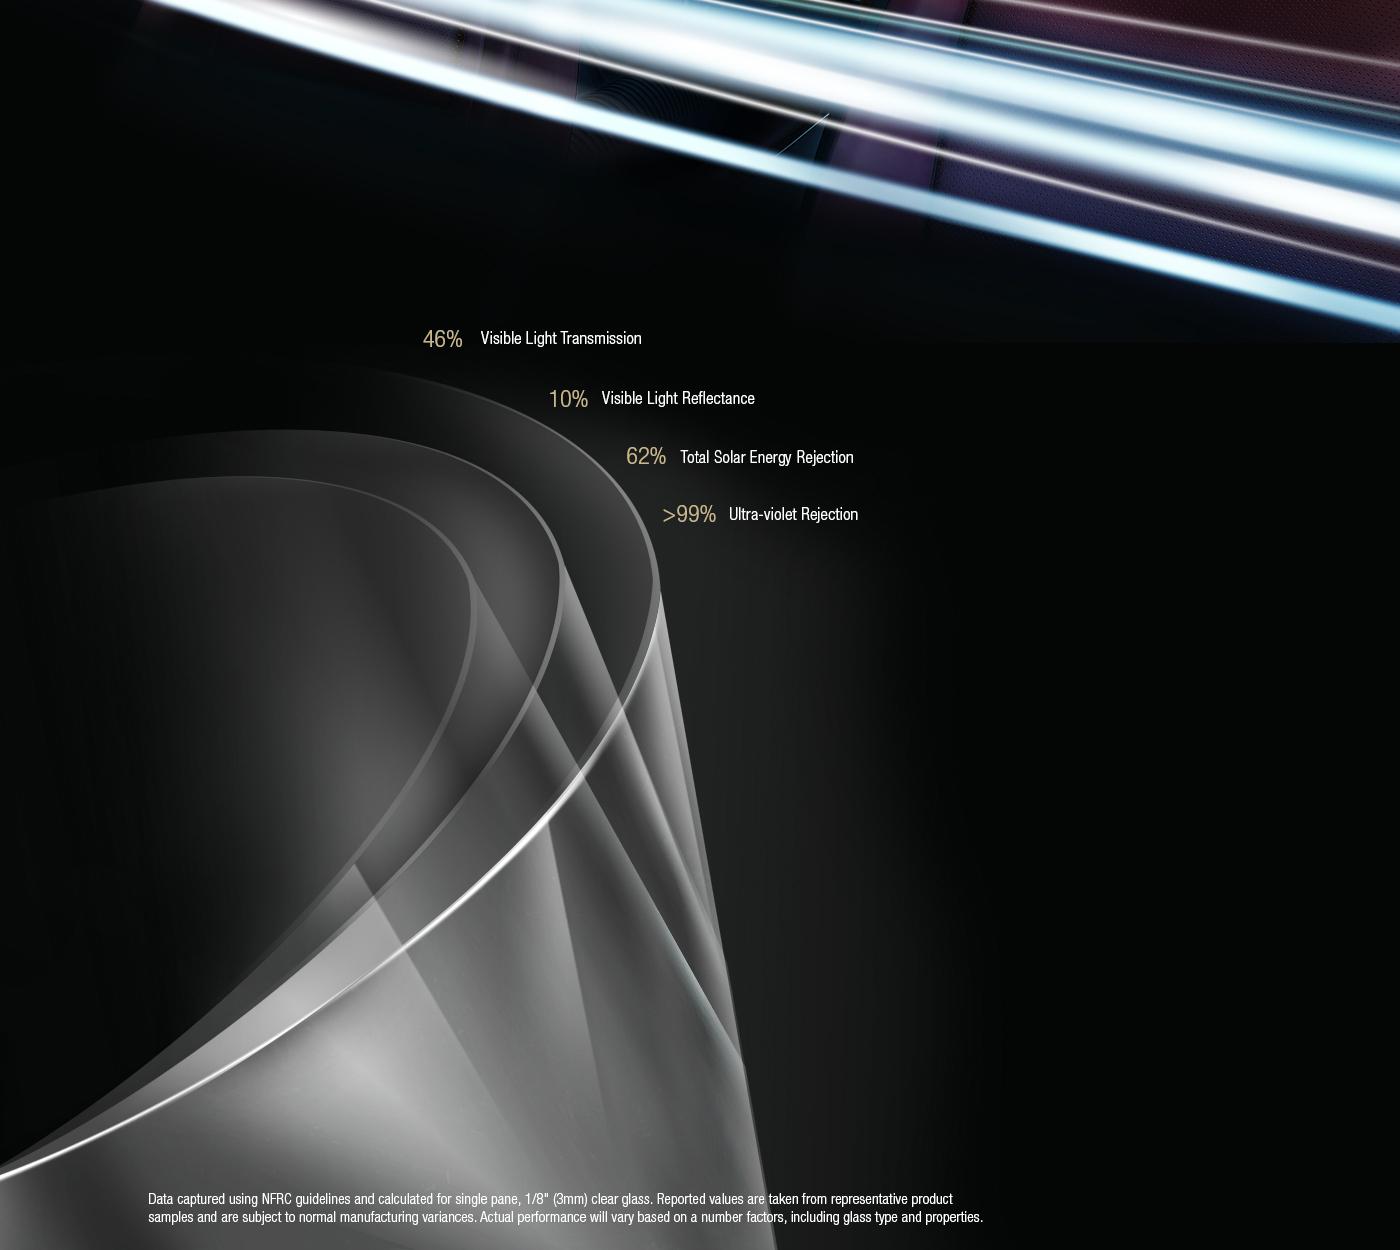 46% Visible Light Transmission
10% Visible Light Reflectance
62% Total Solar Energy Rejection
>99% Ultra-violet Rejection
Data captured using NFRC guidelines and calculated for single pane, 1/8" (3mm) clear glass. Reported values are taken from representative product
samples and are subject to normal manufacturing variances. Actual performance will vary based on a number factors, including glass type and properties.